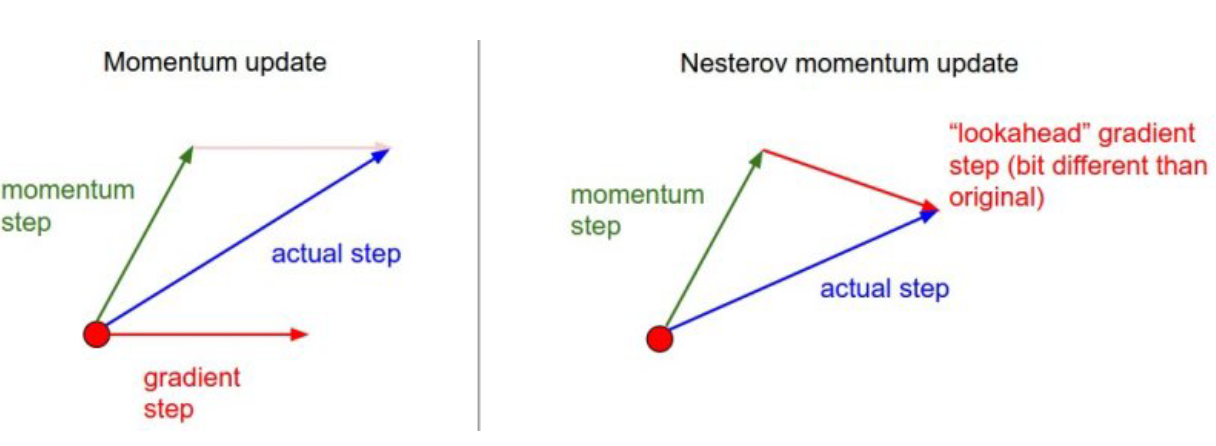 Momentum update
momentum
step
actual step
gradient
step
Nesterov momentum update
“lookahead” gradient
step (bit different than
original)
momentum
step
actual step